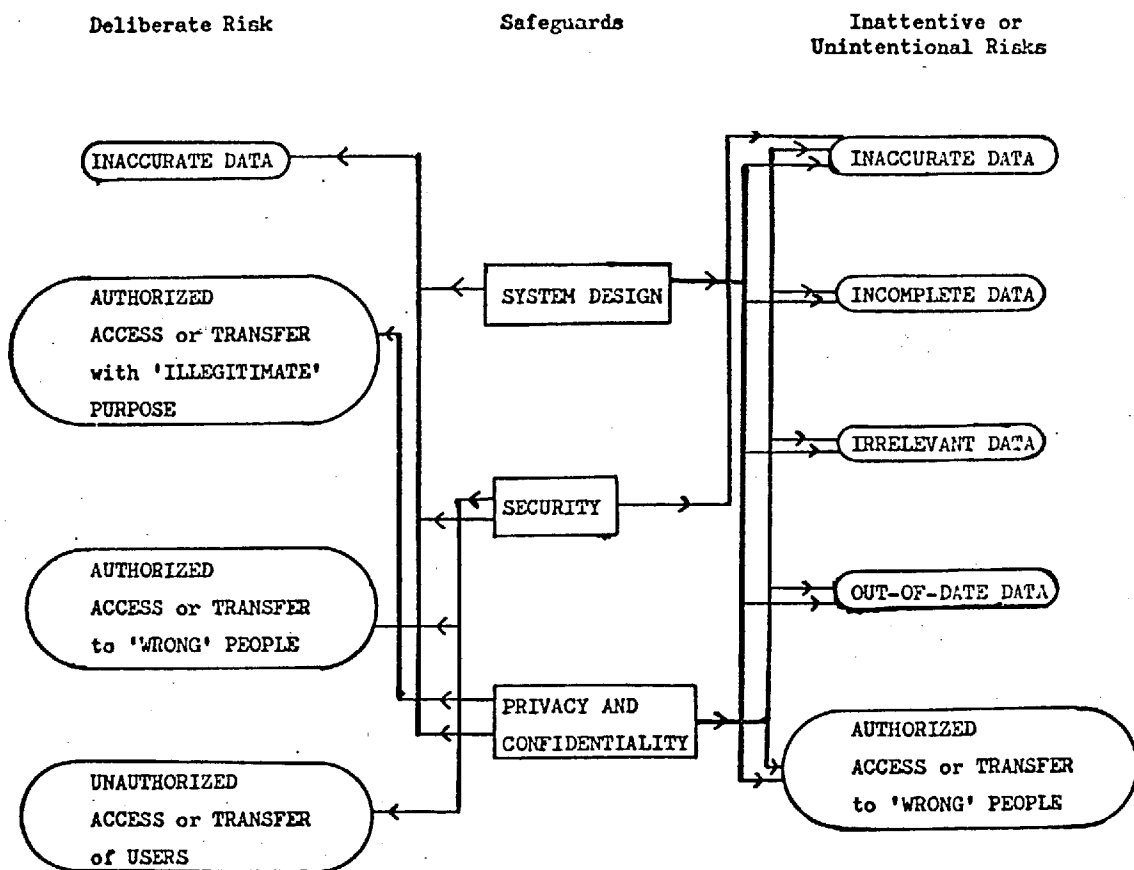 Deliberate Risk
Safeguards
Inattentive or
Unintentional Risks
INACCURATE DATA
AUTHORIZED
ACCESS or TRANSFER
with 'ILLEGITIMATE'
PURPOSE
AUTHORIZED
ACCESS or TRANSFER
to 'WRONG' PEOPLE
UNAUTHORIZED
ACCESS or TRANSFER
of USERS
SYSTEM DESIGN
SECURITY
PRIVACY AND
CONFIDENTIALITY
INACCURATE DATA
INCOMPLETE DATA
IRRELEVANT DATA
OUT-OF-DATE DATA
AUTHORIZED
ACCESS or TRANSFER
to 'WRONG' PEOPLE